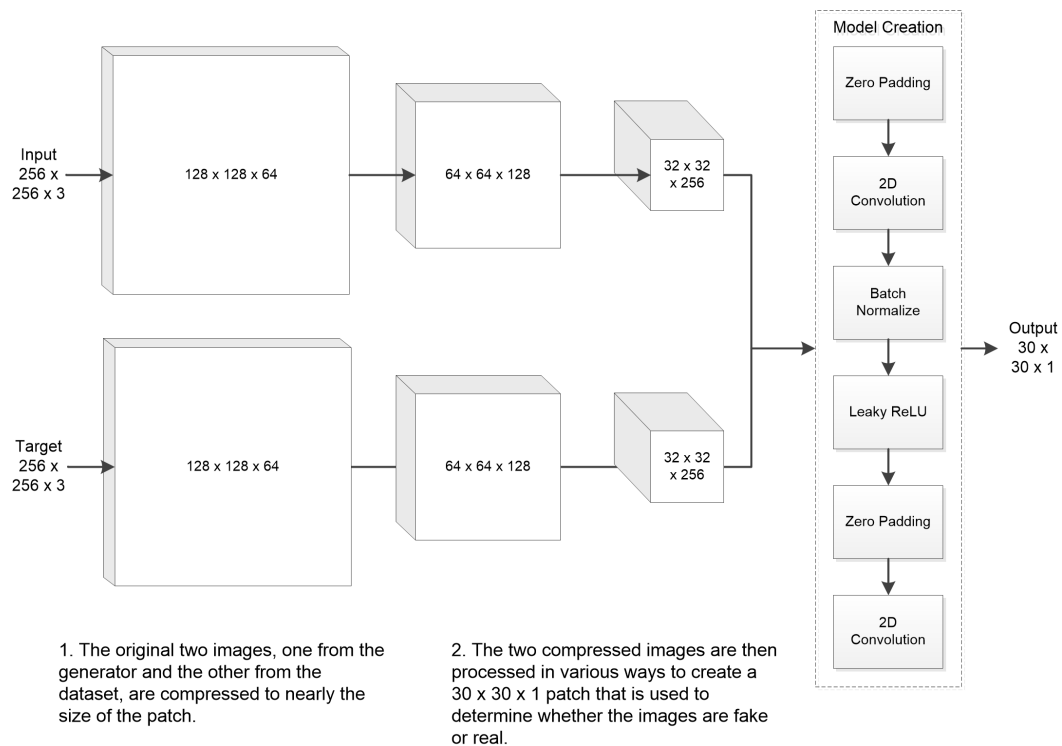 Input
256 x
256 x 3
128 x 128 x 64
64 x 64 x 128
32 x 32
x 256
Target
256 x
256 x 3
128 x 128 x 64
64 x 64 x 128
32 x 32
x 256
Model Creation
Zero Padding
2D
Convolution
Batch
Normalize
Leaky ReLU
Zero Padding
2D
Convolution
Output
30 x
30 x 1
1. The original two images, one from the
generator and the other from the
dataset, are compressed to nearly the
size of the patch.
2. The two compressed images are then
processed in various ways to create a
30 x 30 x 1 patch that is used to
determine whether the images are fake
or real.